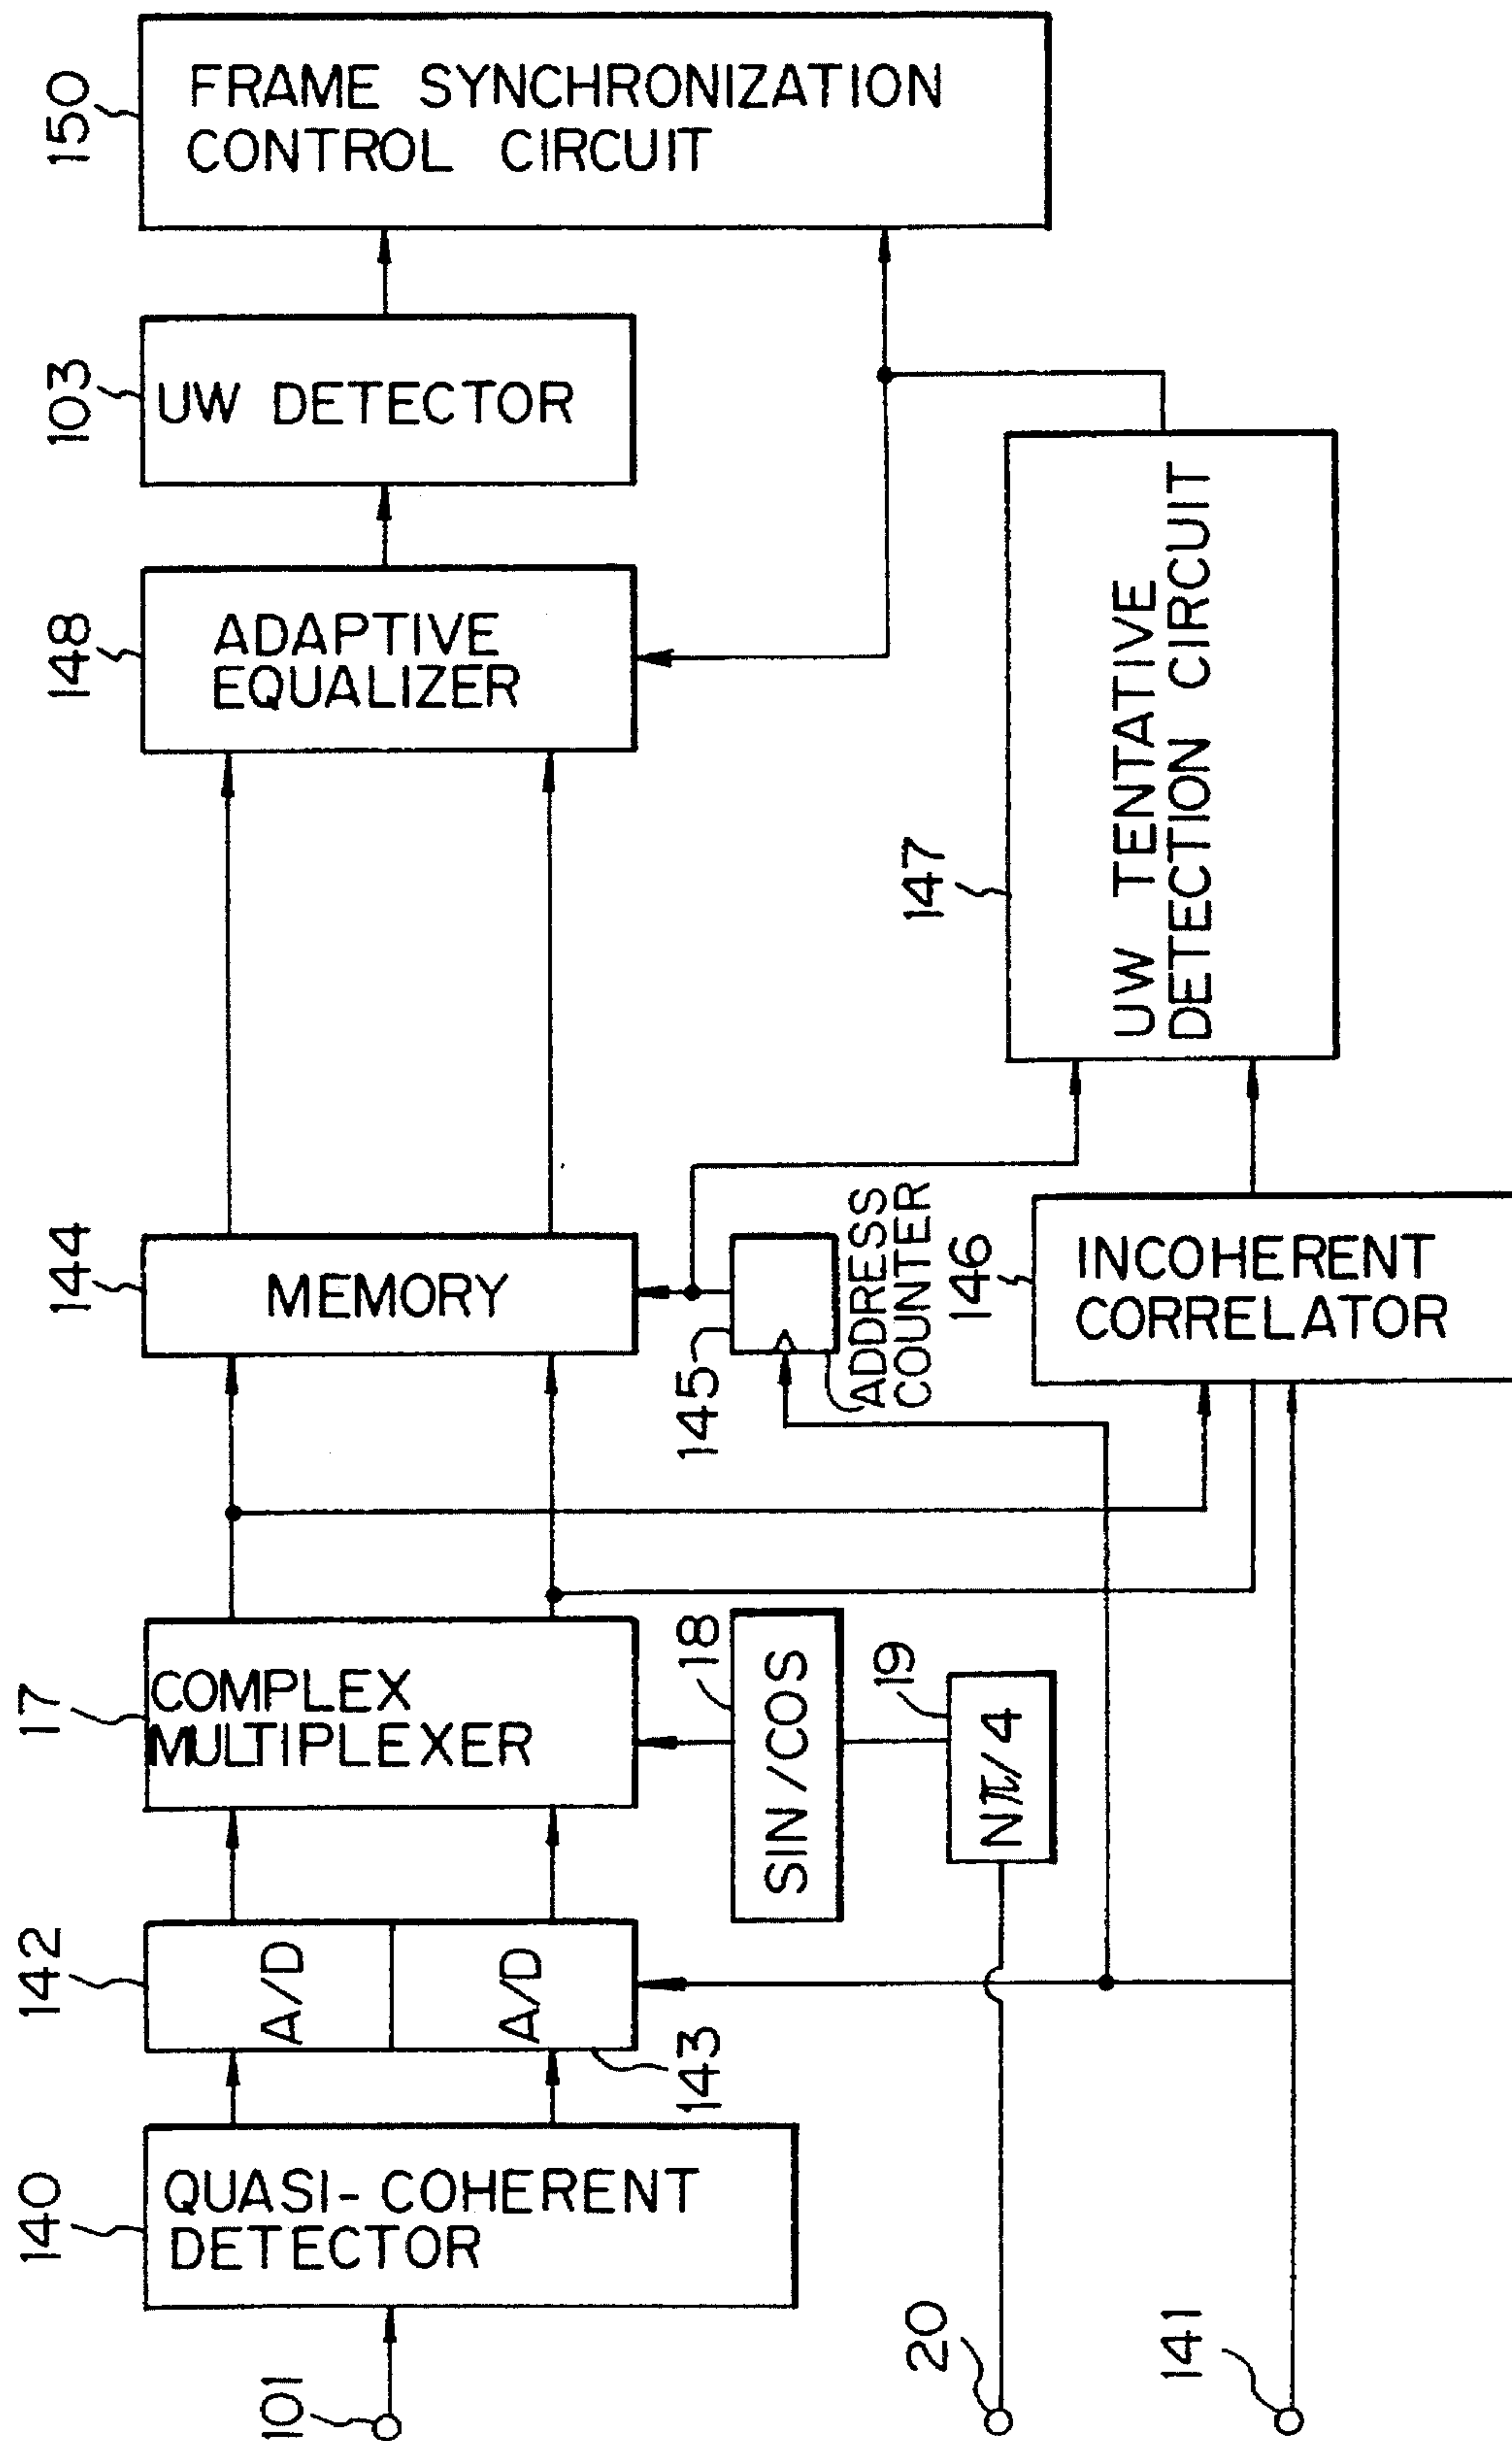 101
140
QUASI-COHERENT
DETECTOR
142
A/D
A/D
143
17
COMPLEX
MULTIPLEXER
18
SIN/COS
19
Nπ/4
20
141
144
MEMORY
145
ADDRESS
COUNTER
146
INCOHERENT
CORRELATOR
147
UW TENTATIVE
DETECTION CIRCUIT
148
ADAPTIVE
EQUALIZER
103
UW DETECTOR
150
FRAME SYNCHRONIZATION
CONTROL CIRCUIT